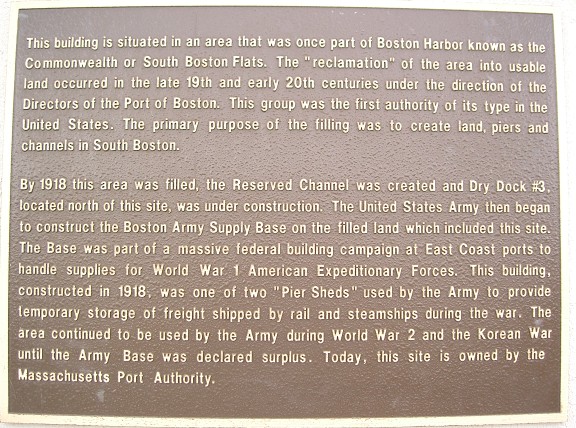 This building is situated in an area that was once part of Boston Harbor known as the
Commonwealth or South Boston Flats. The "reclamation" of the area into usable
land occurred in the late 19th and early 20th centuries under the direction of the
Directors of the Port of Boston. This group was the first authority of its type in the
United States. The primary purpose of the filling was to create land, piers and
channels in South Boston.
By 1918 this area was filled, the Reserved Channel was created and Dry Dock #3,
located north of this site, was under construction. The United States Army then began
to construct the Boston Army Supply Base on the filled land which included this site.
The Base was part of a massive federal building campaign at East Coast ports to
handle supplies for World War 1 American Expeditionary Forces. This building,
constructed in 1918, was one of two "Pier Sheds" used by the Army to provide
temporary storage of freight shipped by rail and steamships during the war. The
area continued to be used by the Army during World War 2 and the Korean War
until the Army Base was declared surplus. Today, this site is owned by the
Massachusetts Port Authority.